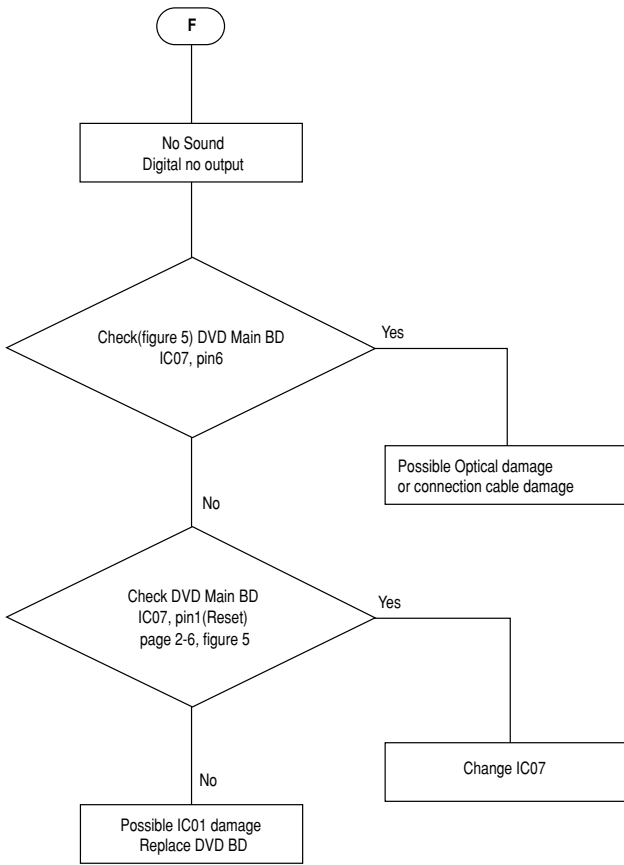 F
No Sound
Digital no output
Check(figure 5) DVD Main BD
IC07, pin6
Yes
Possible Optical damage
or connection cable damage
No
Check DVD Main BD
IC07, pin1(Reset)
page 2-6, figure 5
Yes
Change IC07
No
Possible IC01 damage
Replace DVD BD